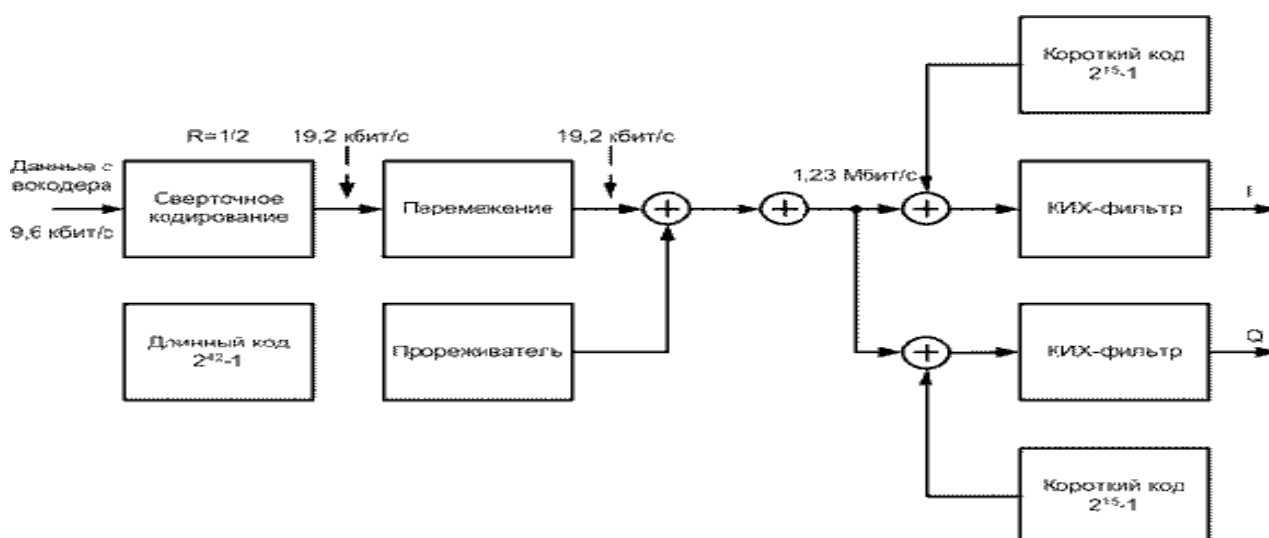 Короткий код
2¹⁵-1
R=1/2
19,2 кбит/с
19,2 кбит/с
Данные с
вокодера
9,6 кбит/с
Сверточное
кодирование
Перемежение
1,23 Мбит/с
КИХ-фильтр
I
Длинный код
2⁴²-1
Прореживатель
КИХ-фильтр
Q
Короткий код
2¹⁵-1